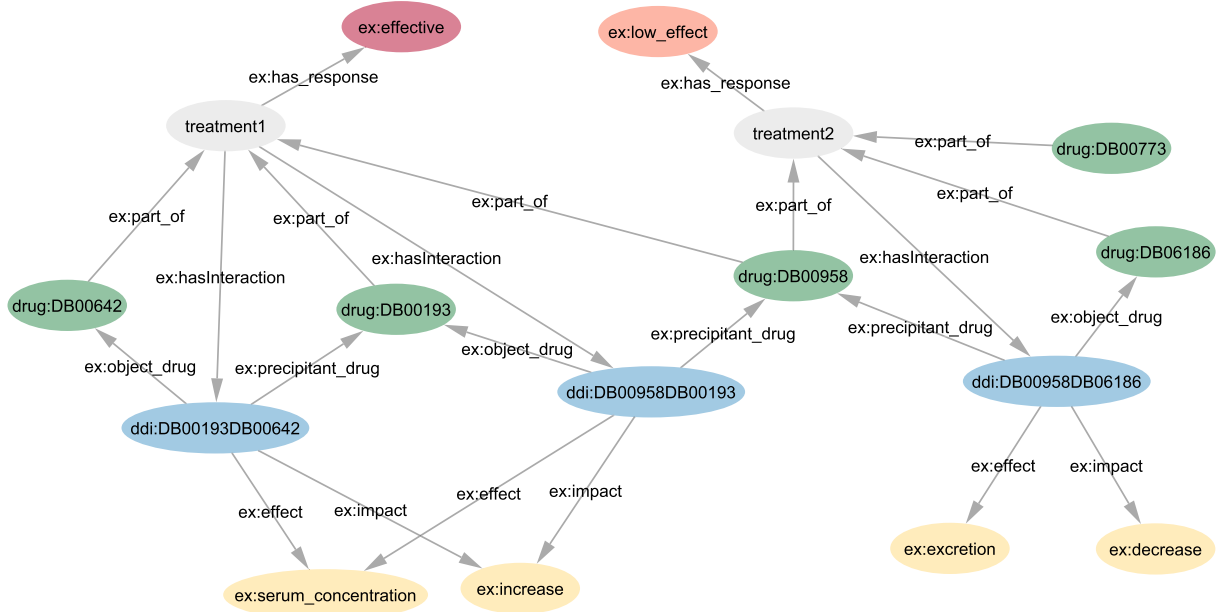 ex:effective
ex:low_effect
ex:has_response
ex:has_response
treatment1
treatment2
ex:part_of
drug:DB00773
ex:part_of
ex:part_of
ex:part_of
ex:part_of
ex:part_of
ex:hasInteraction
ex:hasInteraction
ex:hasInteraction
drug:DB06186
drug:DB00958
drug:DB00642
drug:DB00193
ex:object_drug
ex:precipitant_drug
ex:precipitant_drug
ex:object_drug
ex:object_drug
ex:precipitant_drug
ddi:DB00958DB06186
ddi:DB00958DB00193
ddi:DB00193DB00642
ex:effect
ex:impact
ex:effect
ex:impact
ex:effect
ex:impact
ex:excretion
ex:decrease
ex:increase
ex:serum_concentration